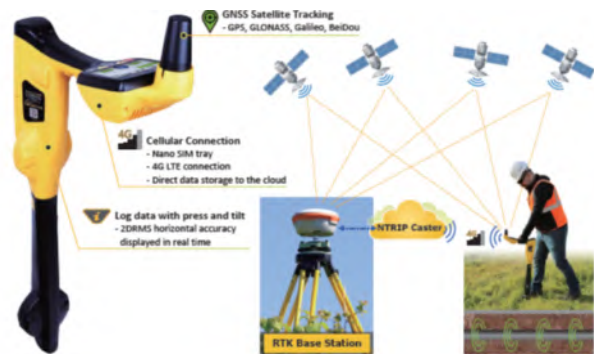 GNSS Satellite Tracking
- GPS, GLONASS, Galileo, BeiDou
4G
Cellular Connection
- Nano SIM tray
- 4G LTE connection
- Direct data storage to the cloud
Log data with press and tilt
- 2DRMS horizontal accuracy
displayed in real time
NTRIP Caster
4G
RTK Base Station